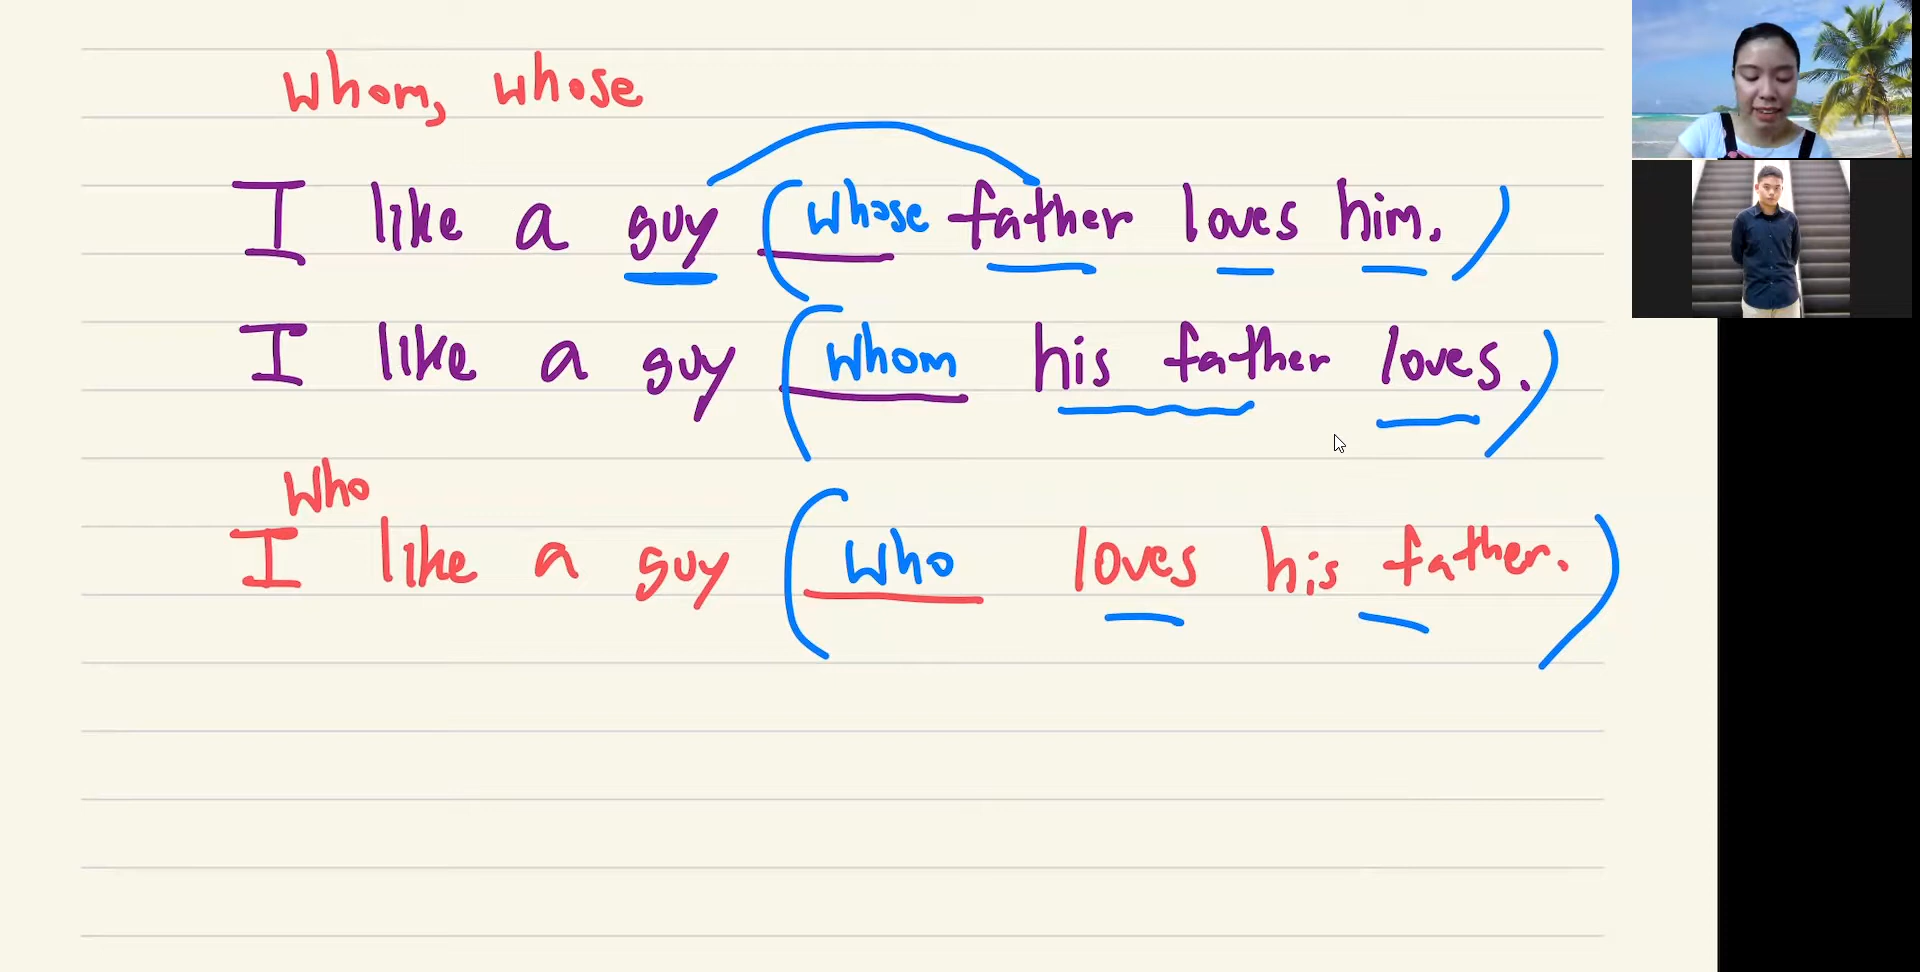 whom, whose
I like a guy (whose father loves him.)
I like a guy (whom his father loves.)
who
I like a guy (who loves his father.)